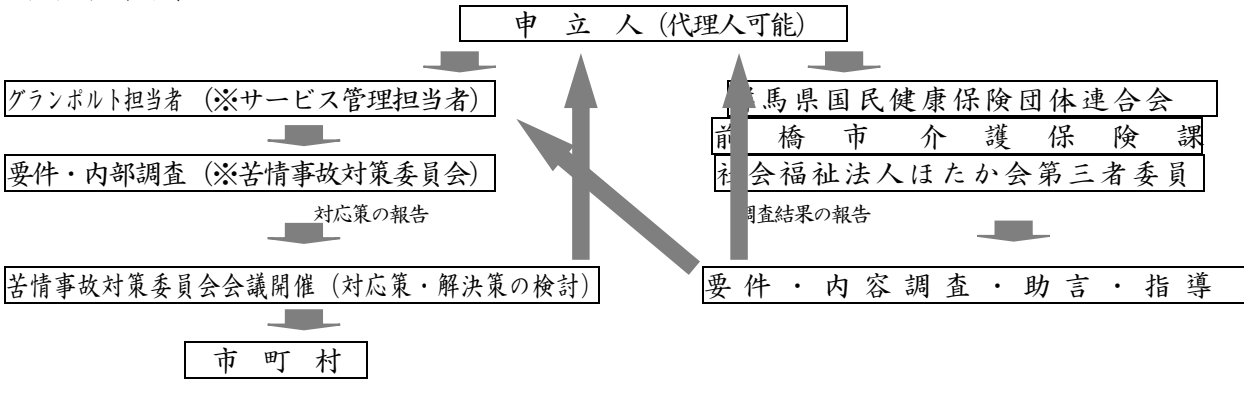 申 立 人 (代理人可能)
グランポルト担当者 (※サービス管理担当者)
要件・内部調査 (※苦情事故対策委員会)
対応策の報告
苦情事故対策委員会会議開催 (対応策・解決策の検討)
市 町 村
馬県国民健康保険団体連合会
前 橋 市 介 護 保 険 課
社会福祉法人ほたか会第三者委員
調査結果の報告
要 件 ・ 内 容 調 査 ・ 助 言 ・ 指 導